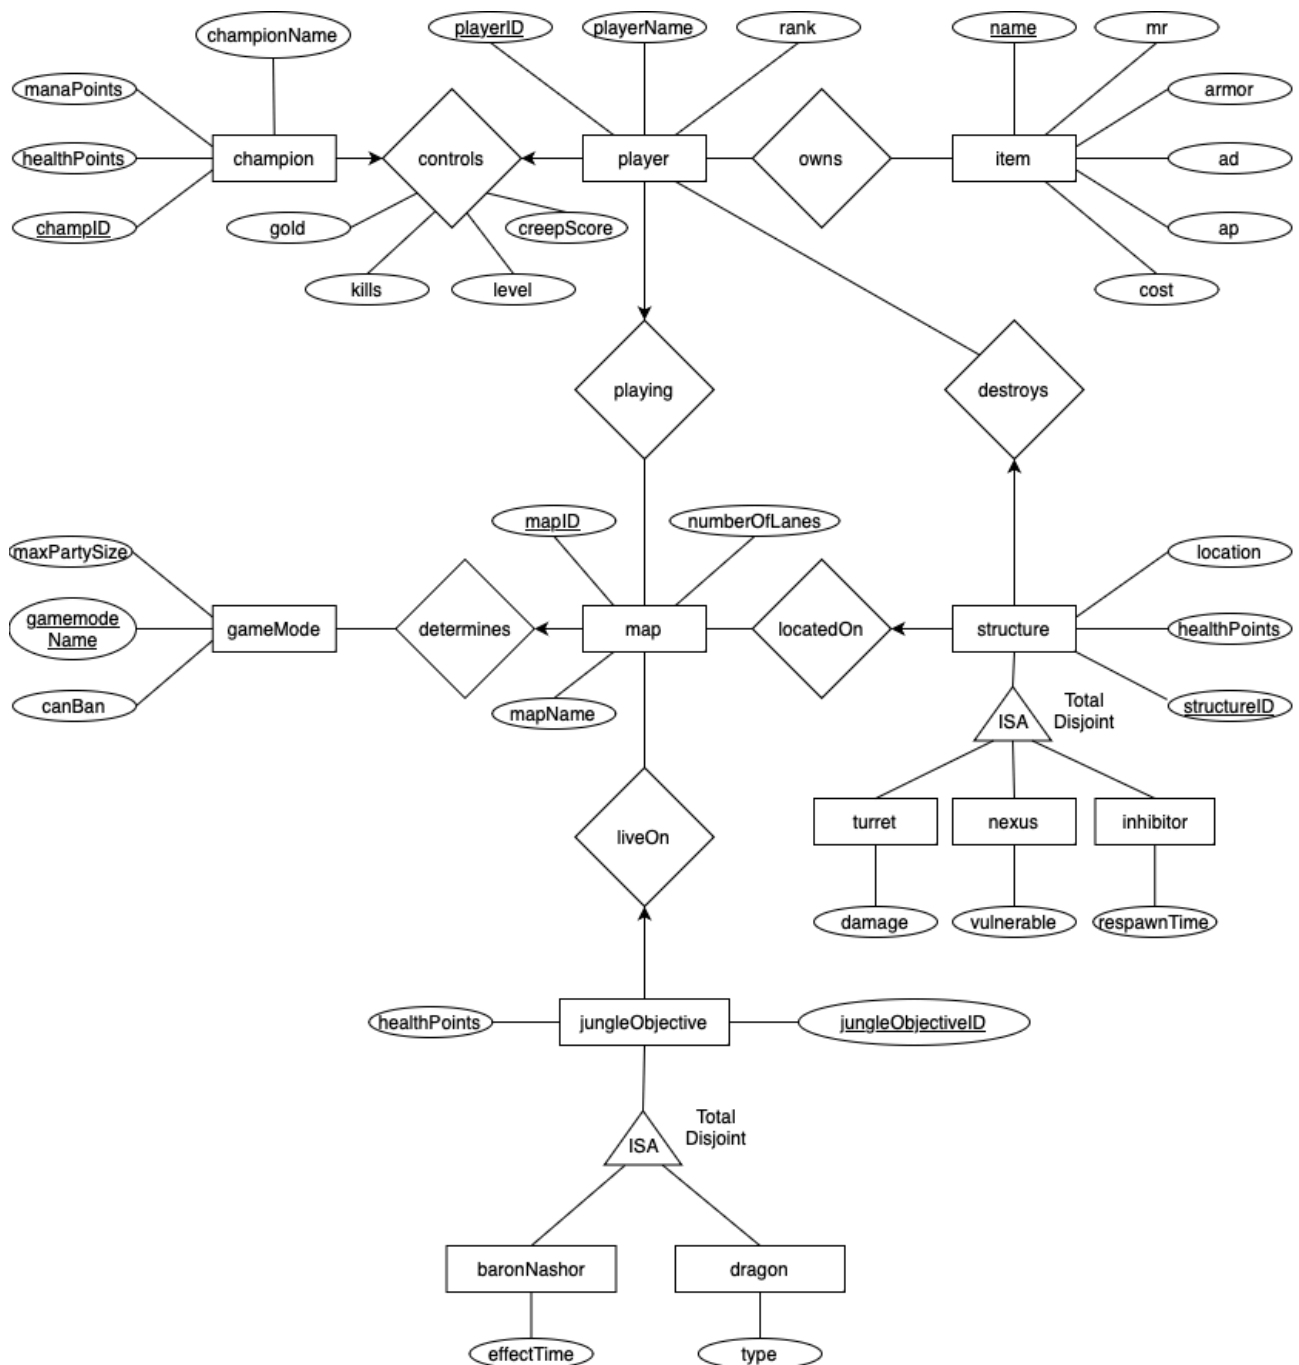 championName
playerID
playerName
rank
name
mr
manaPoints
armor
healthPoints
champion
controls
player
owns
item
ad
champID
gold
creepScore
ap
kills
level
cost
playing
destroys
mapID
numberOfLanes
maxPartySize
location
gamemode
Name
gameMode
determines
map
locatedOn
structure
healthPoints
canBan
mapName
ISA
Total
Disjoint
structureID
turret
nexus
inhibitor
liveOn
damage
vulnerable
respawnTime
healthPoints
jungleObjective
jungleObjectiveID
ISA
Total
Disjoint
baronNashor
dragon
effectTime
type